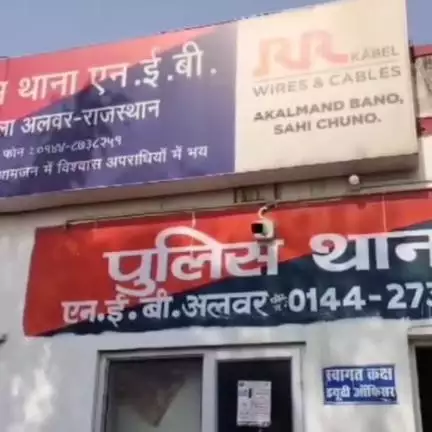 थाना एन.ई.बी.
ला अलवर-राजस्थान
फोन :०१४४-
आमजन में विश्वास अपराधियों में भय
RR KABEL
WIRES & CABLES
AKALMAND BANO,
SAHI CHUNO.
पुलिस थान
एन.ई.बी.अलवर 0144-273
स्वागत कक्ष
ड्यूटी ऑफिसर